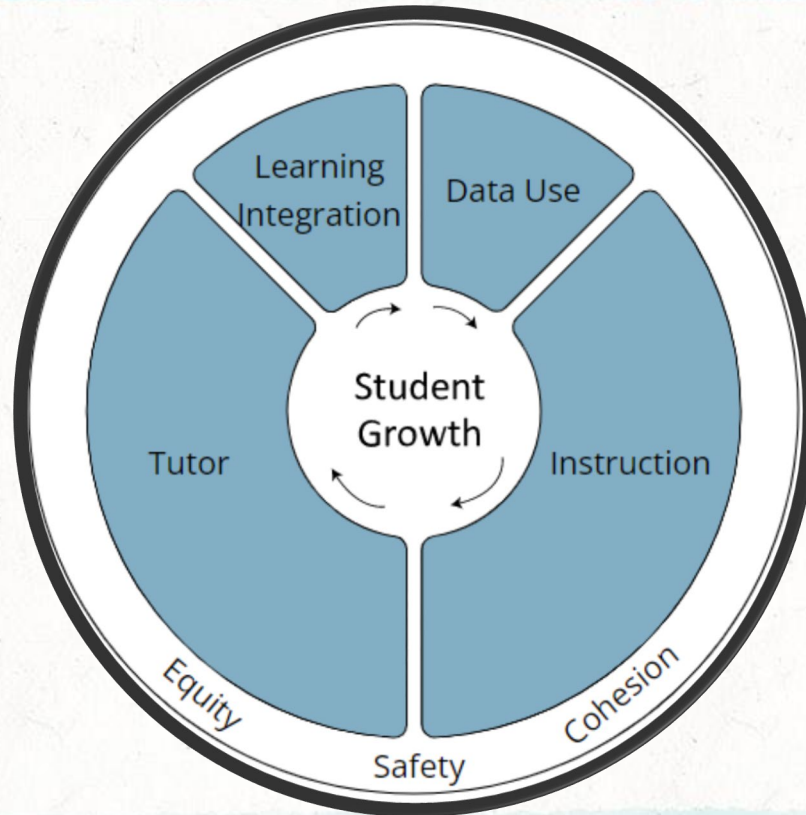 Learning
Integration
Data Use
Student
Growth
Tutor
Instruction
Equity
Safety
Cohesion